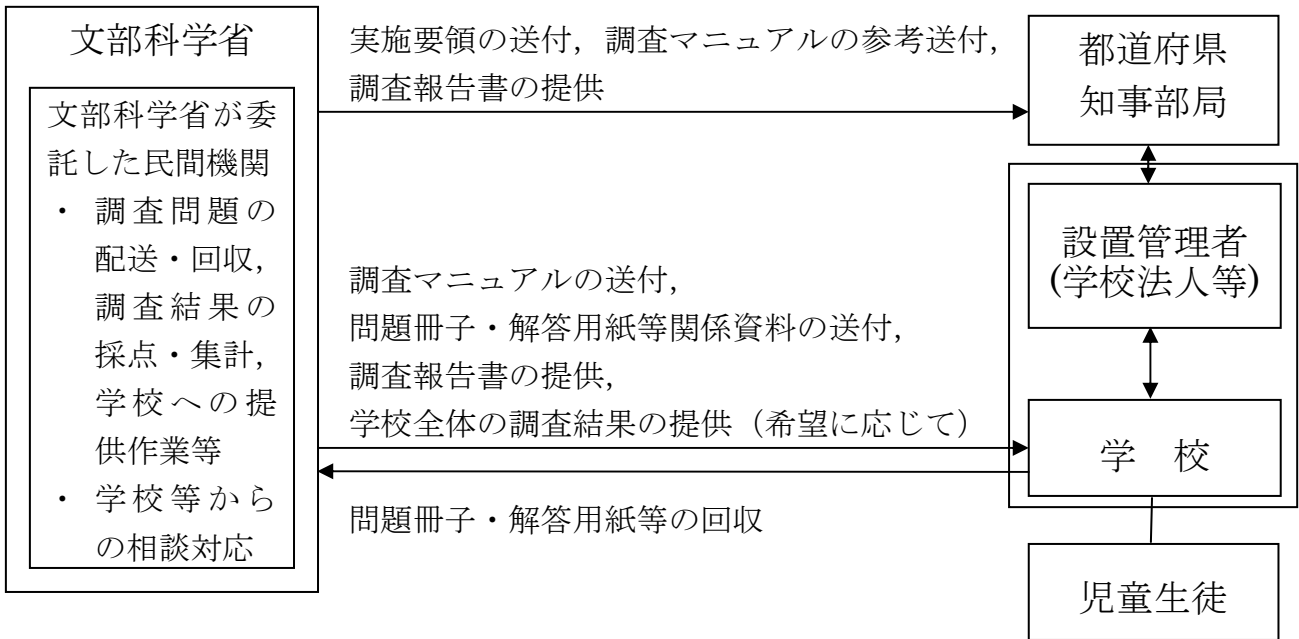 文部科学省
文部科学省が委
託した民間機関
・ 調査問題の
配送・回収，
調査結果の
採点・集計，
学校への提
供作業等
・ 学校等から
の相談対応
実施要領の送付，調査マニュアルの参考送付，
調査報告書の提供
都道府県
知事部局
設置管理者
(学校法人等)
調査マニュアルの送付，
問題冊子・解答用紙等関係資料の送付，
調査報告書の提供，
学校全体の調査結果の提供（希望に応じて）
学 校
問題冊子・解答用紙等の回収
児童生徒